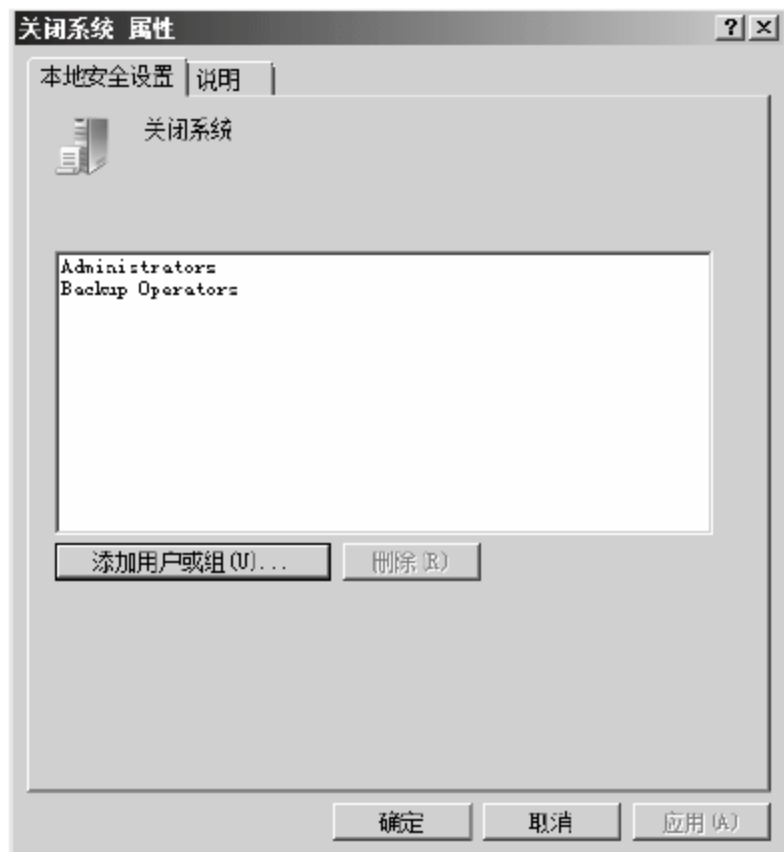 关闭系统 属性
本地安全设置 说明
关闭系统
Administrators
Backup Operators
添加用户或组(U)... 删除(R)
确定 取消 应用(A)